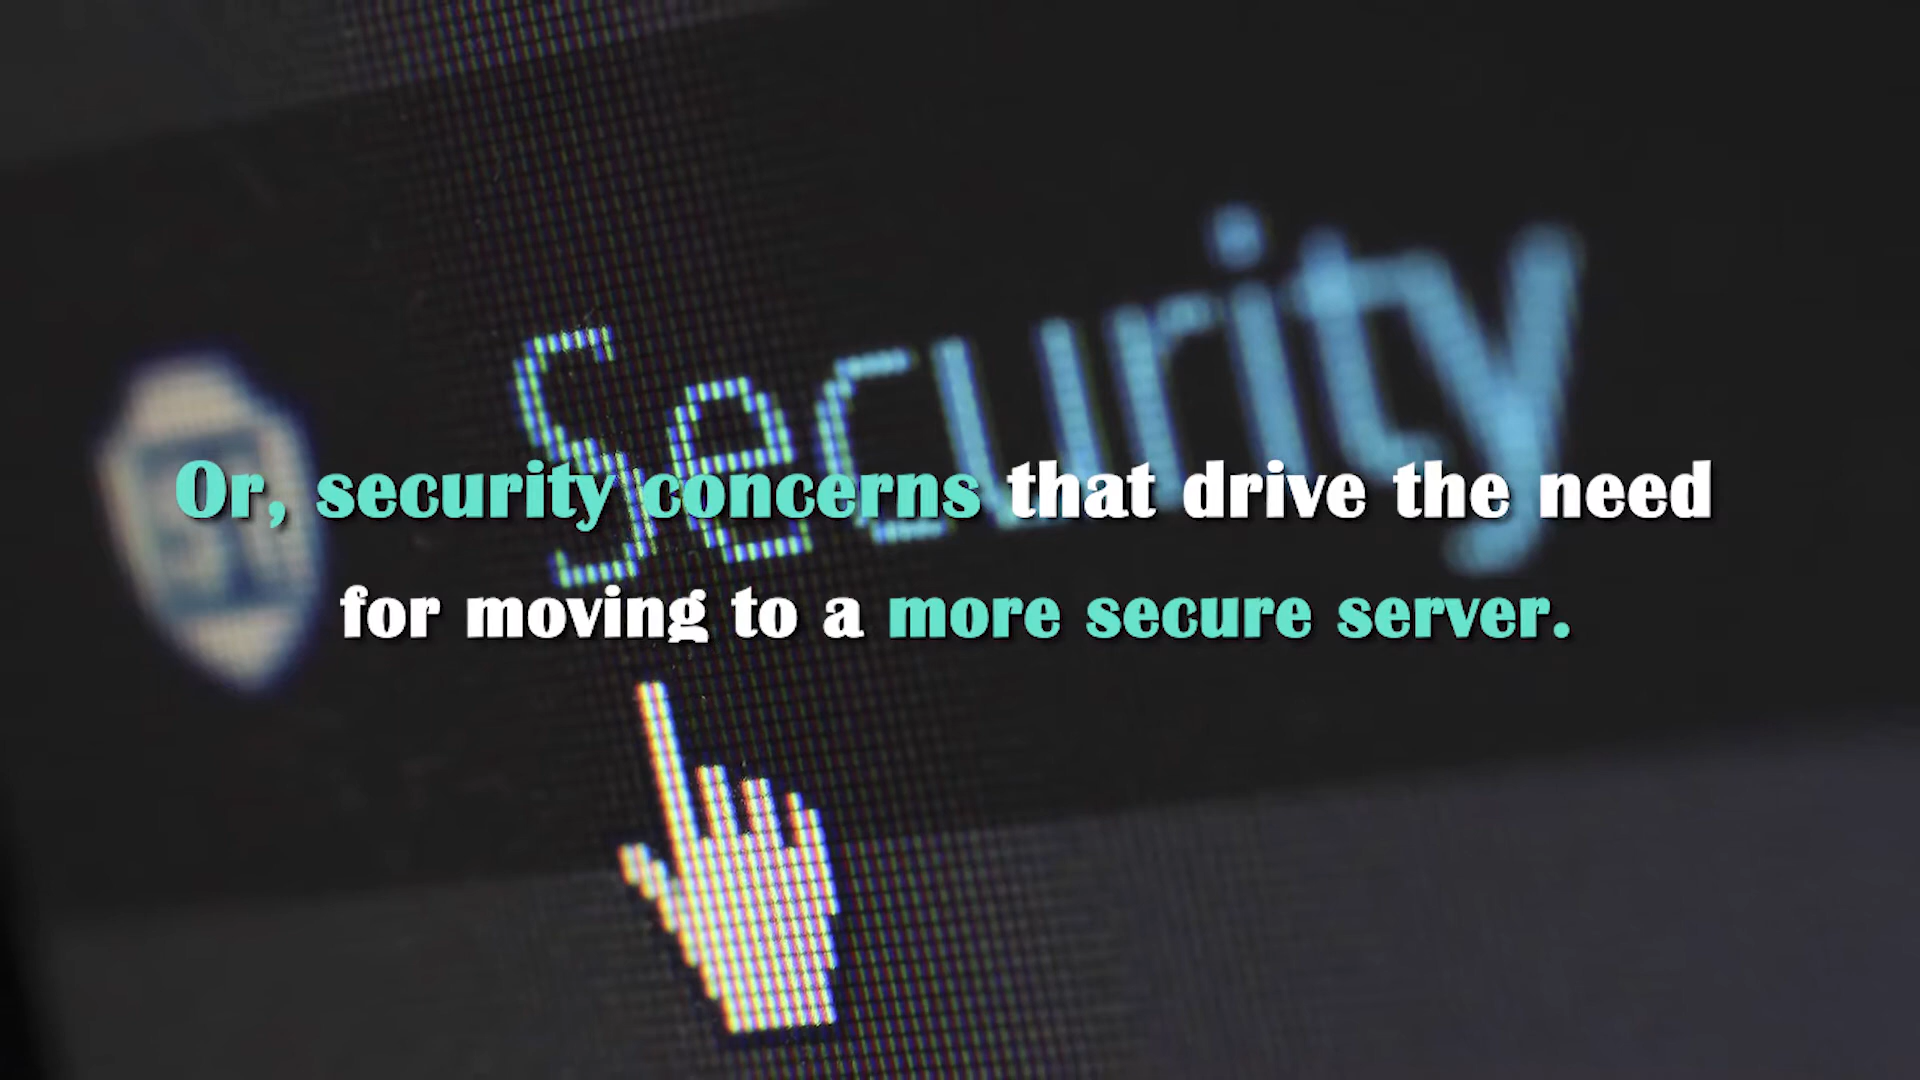 Security
Or, security concerns that drive the need
for moving to a more secure server.